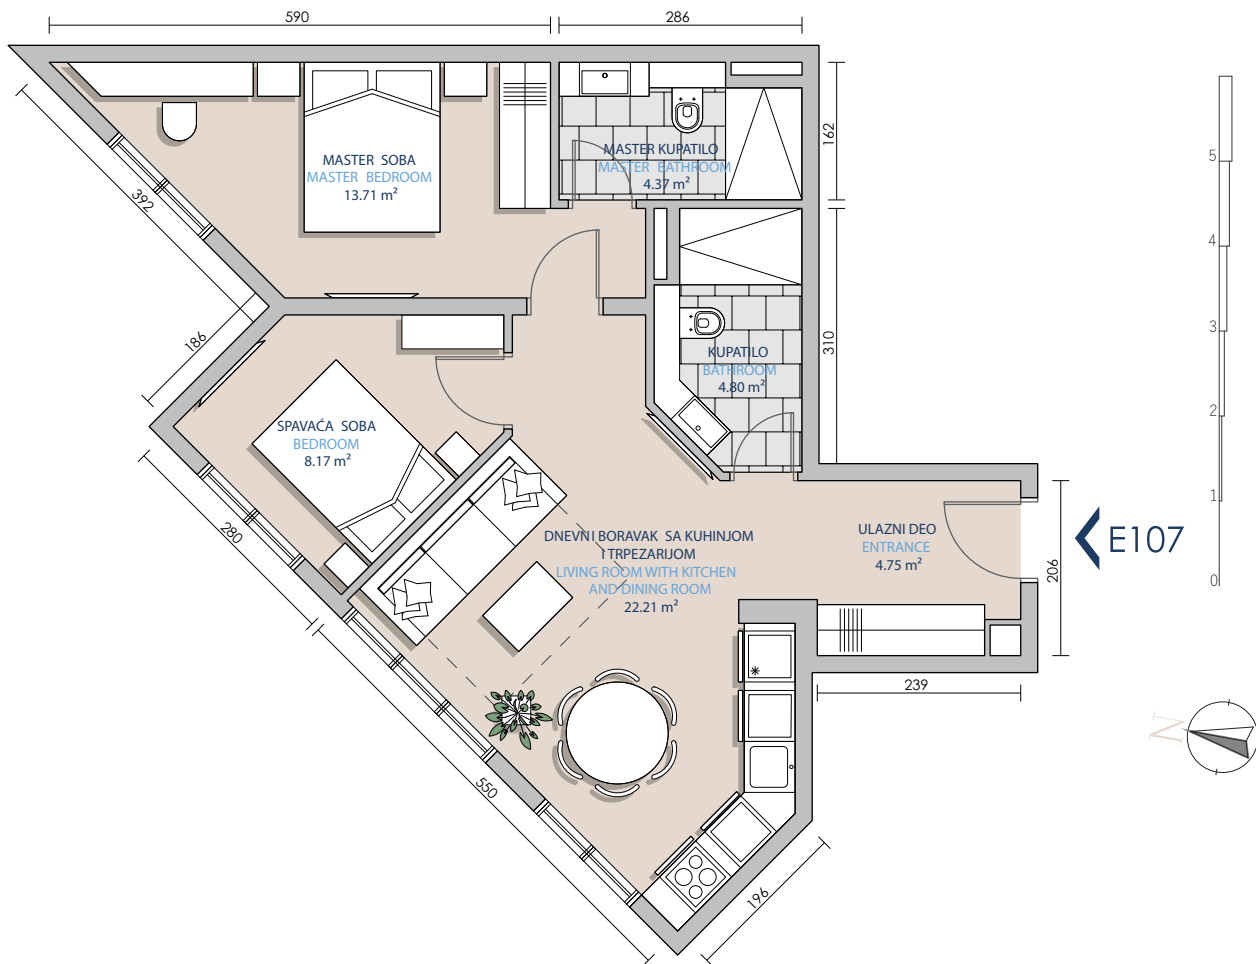 590
286
MASTER SOBA
MASTER BEDROOM
13.71 m²
MASTER KUPATILO
MASTER BATHROOM
4.37 m²
162
392
186
310
KUPATILO
BATHROOM
4.80 m²
SPAVAĆA SOBA
BEDROOM
8.17 m²
280
DNEVNI BORAVAK SA KUHINJOM
I TRPEZARIJOM
LIVING ROOM WITH KITCHEN
AND DINING ROOM
22.21 m²
ULAZNI DEO
ENTRANCE
4.75 m²
E107
206
239
550
196
5
4
3
2
1
0
N